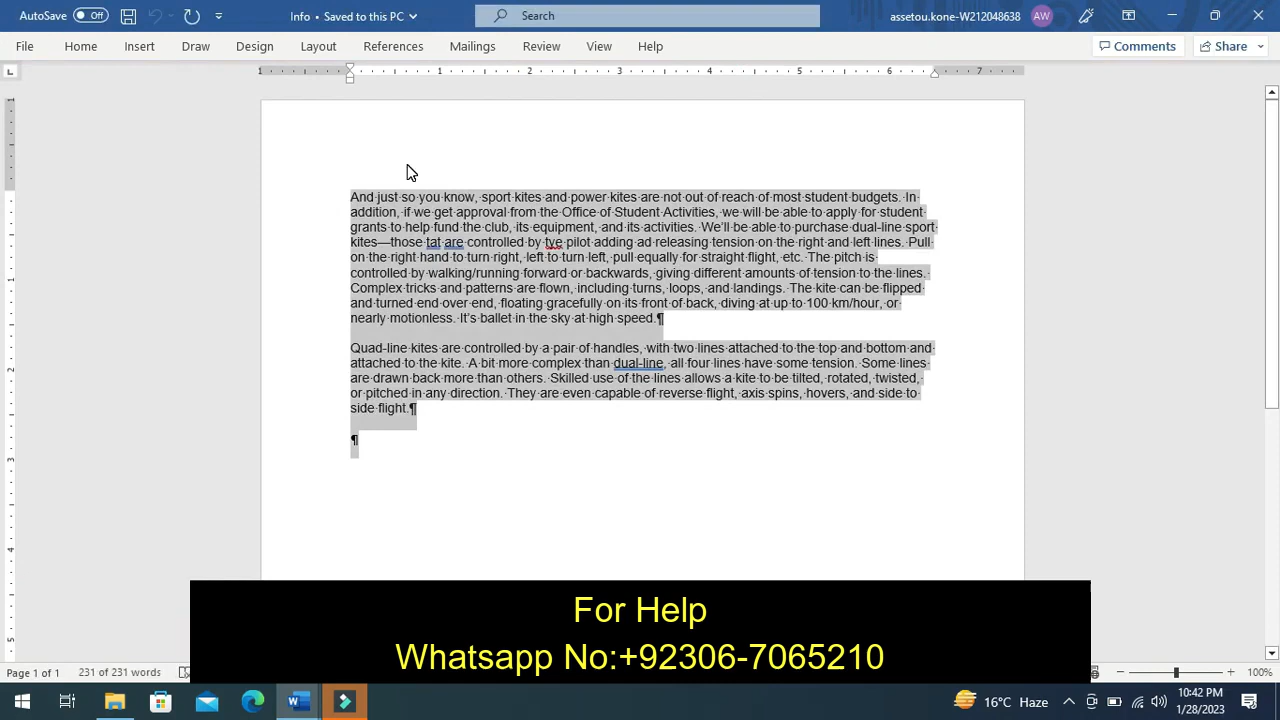 AutoSave Off Info • Saved to this PC Search assetou.kone-W212048638 AW
File Home Insert Draw Design Layout References Mailings Review View Help Comments Share
1 1 2 3 4 5 6 7
And just so you know, sport kites and power kites are not out of reach of most student budgets. In
addition, if we get approval from the Office of Student Activities, we will be able to apply for student
grants to help fund the club, its equipment, and its activities. We’ll be able to purchase dual-line sport
kites—those tat are controlled by tve pilot adding ad releasing tension on the right and left lines. Pull
on the right hand to turn right, left to turn left, pull equally for straight flight, etc. The pitch is
controlled by walking/running forward or backwards, giving different amounts of tension to the lines.
Complex tricks and patterns are flown, including turns, loops, and landings. The kite can be flipped
and turned end over end, floating gracefully on its front of back, diving at up to 100 km/hour, or
nearly motionless. It’s ballet in the sky at high speed.¶
Quad-line kites are controlled by a pair of handles, with two lines attached to the top and bottom and
attached to the kite. A bit more complex than dual-line, all four lines have some tension. Some lines
are drawn back more than others. Skilled use of the lines allows a kite to be tilted, rotated, twisted,
or pitched in any direction. They are even capable of reverse flight, axis spins, hovers, and side to
side flight.¶
¶
1
1
2
3
4
5
For Help
Whatsapp No:+92306-7065210
Page 1 of 1 231 of 231 words 100%
16°C Haze 10:42 PM
1/28/2023